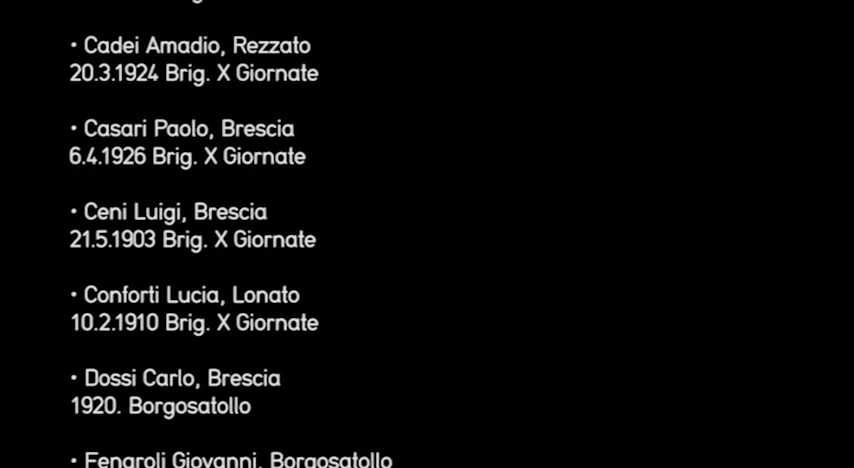 • Cadei Amadio, Rezzato
20.3.1924 Brig. X Giornate
• Casari Paolo, Brescia
6.4.1926 Brig. X Giornate
• Ceni Luigi, Brescia
21.5.1903 Brig. X Giornate
• Conforti Lucia, Lonato
10.2.1910 Brig. X Giornate
• Dossi Carlo, Brescia
1920. Borgosatollo
• Fenaroli Giovanni, Borgosatollo